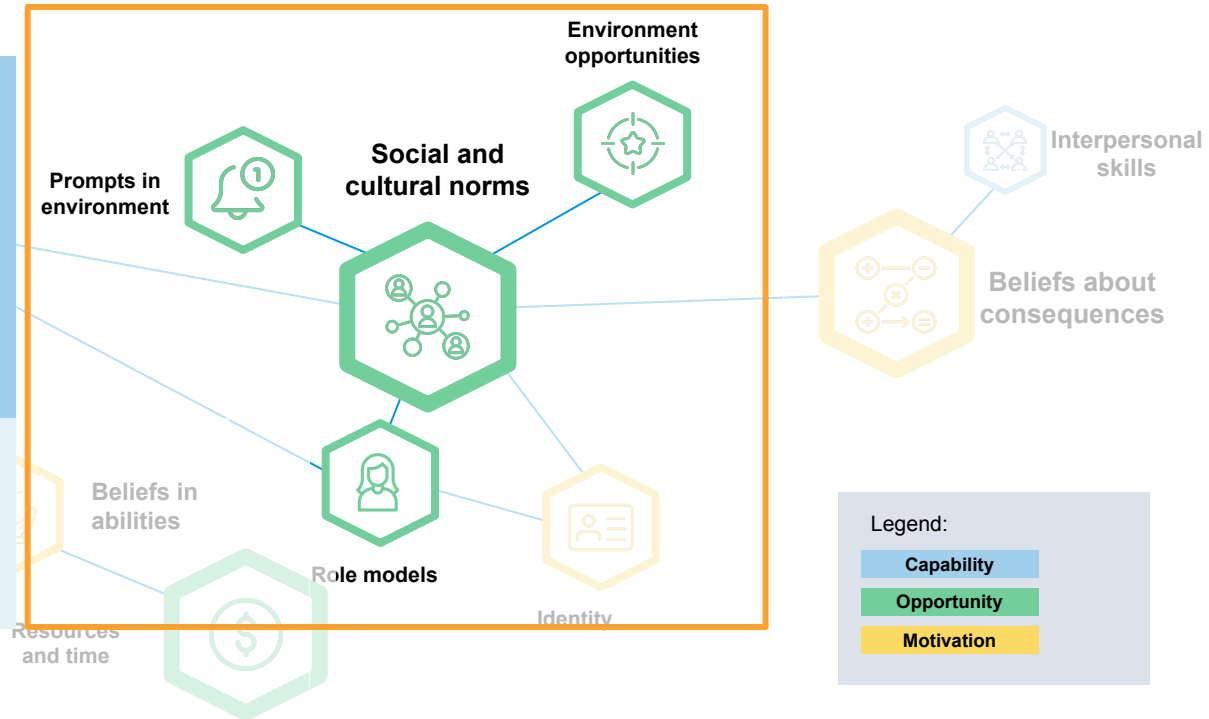 Environment
opportunities
Prompts in
environment
1
Social and
cultural norms
Interpersonal
skills
Beliefs about
consequences
Beliefs in
abilities
Role models
Identity
Resources
and time
$
Legend:
Capability
Opportunity
Motivation